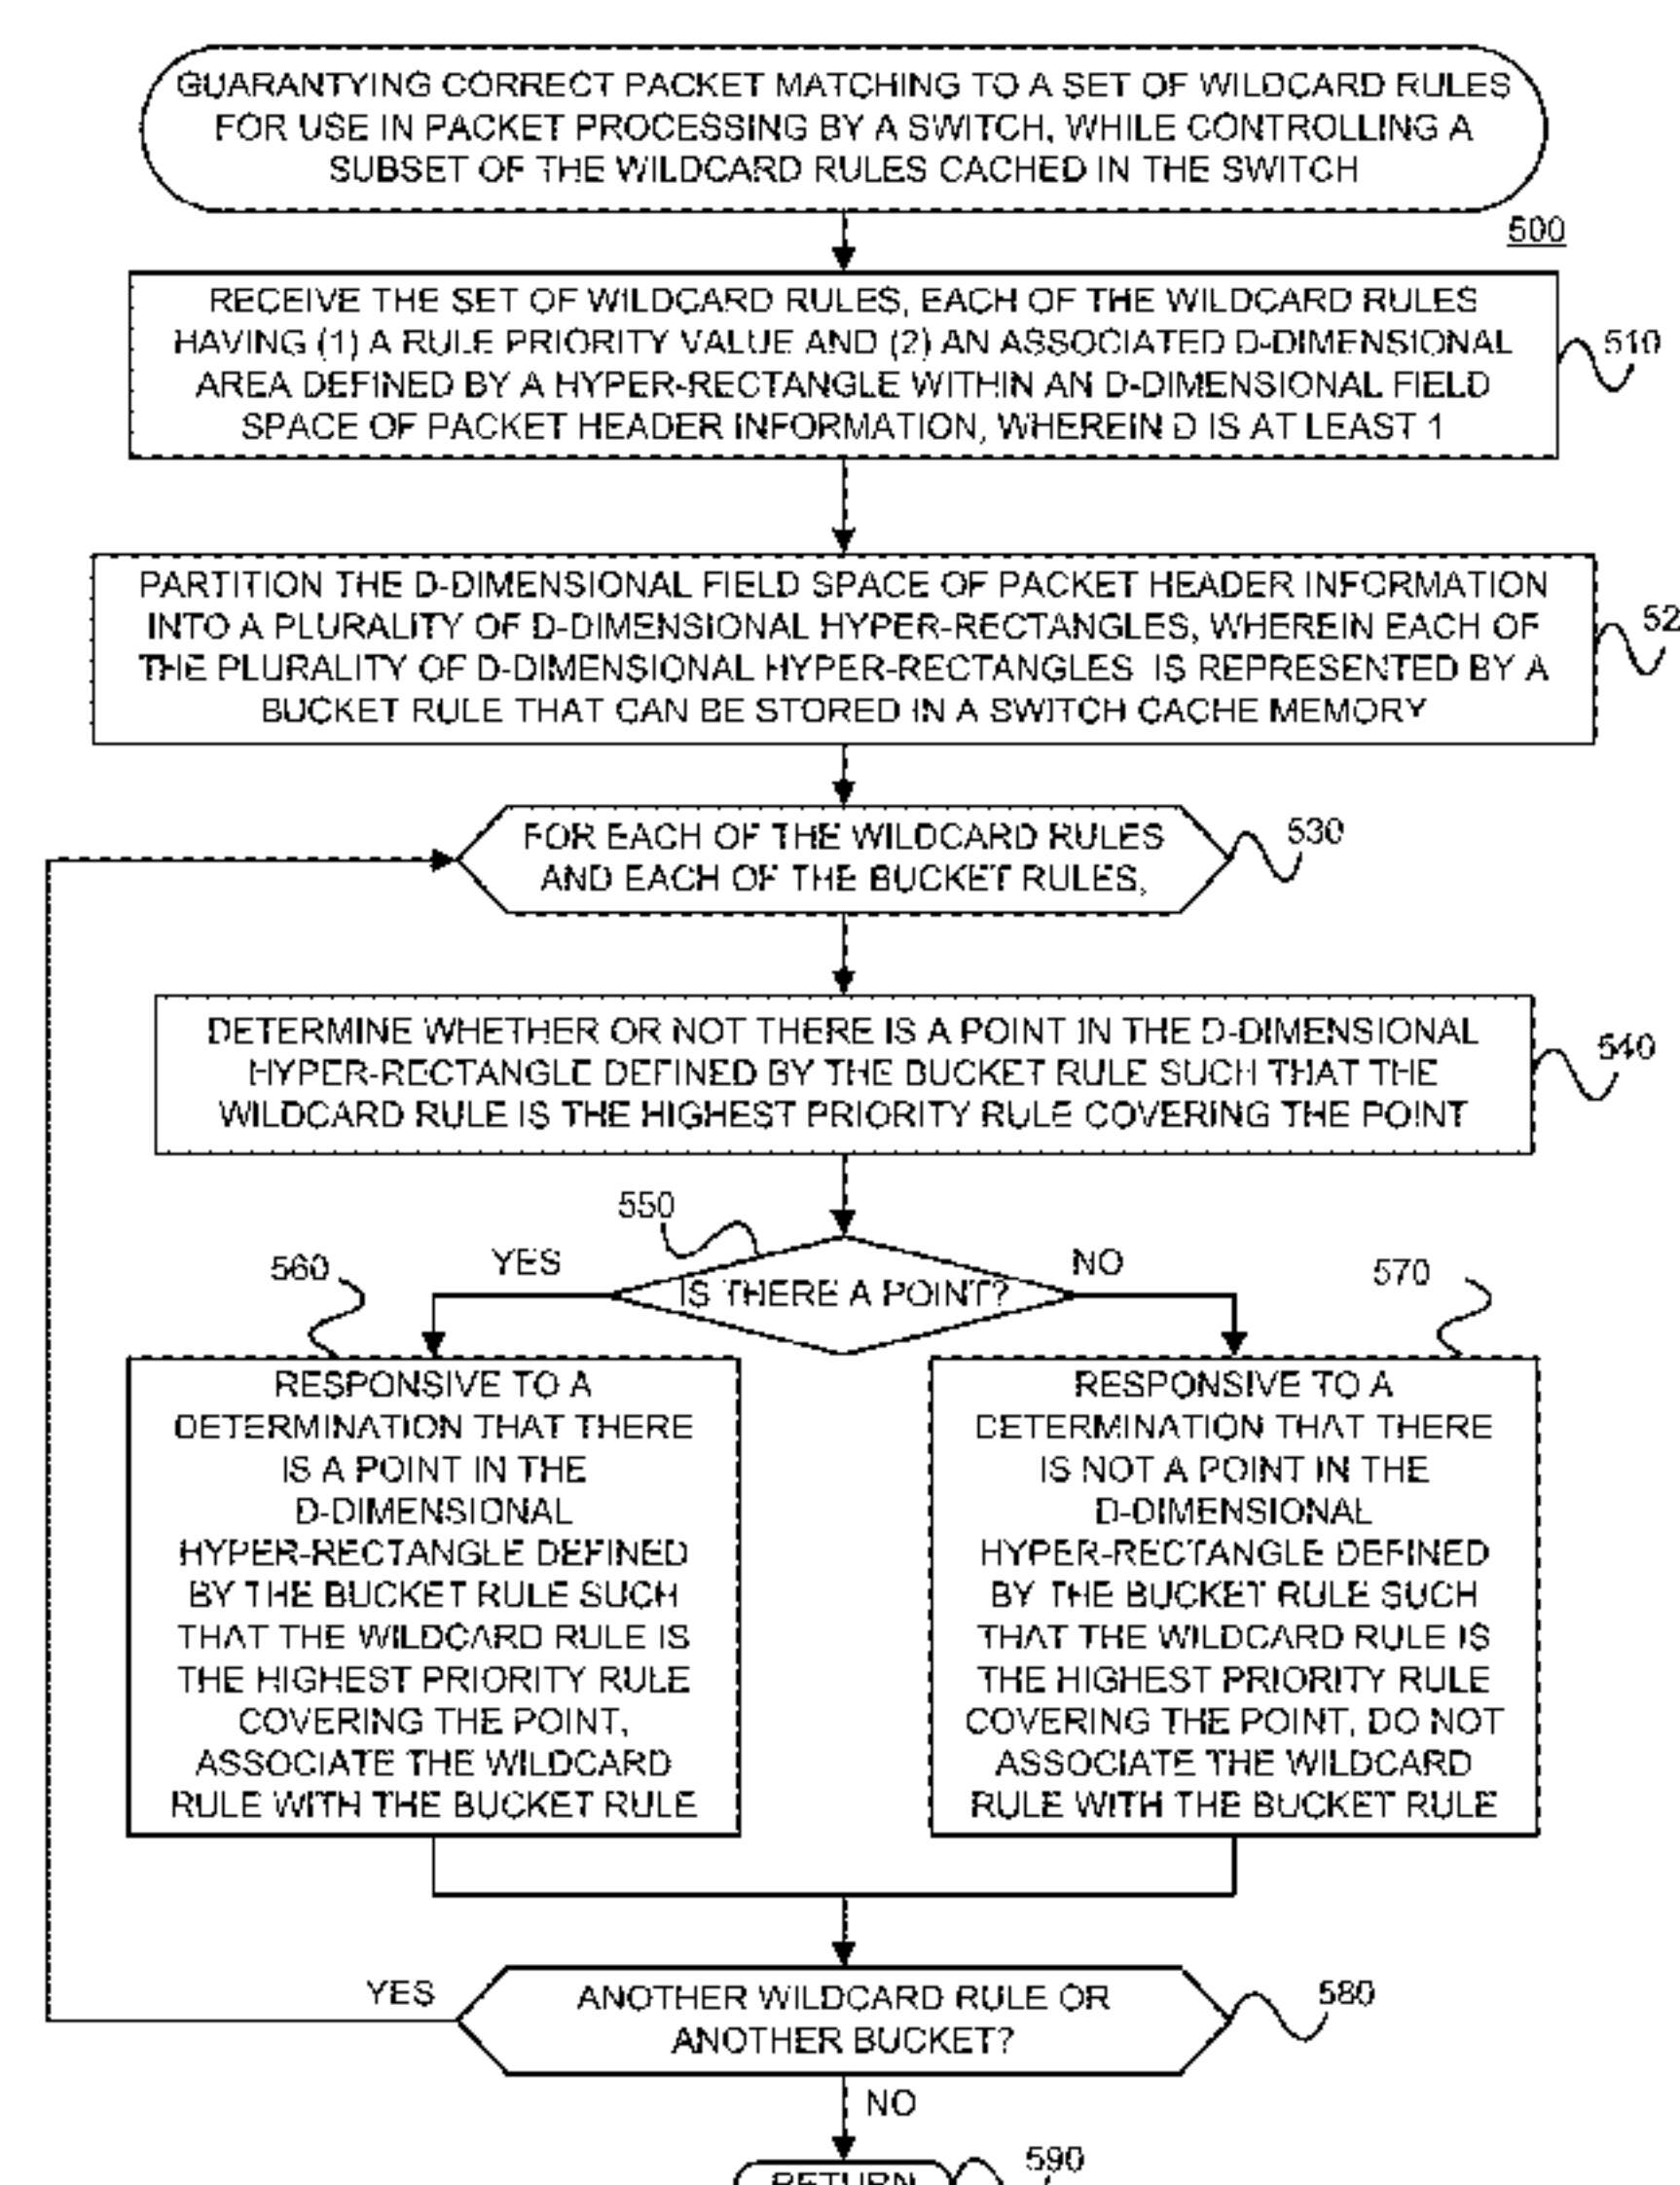 GUARANTYING CORRECT PACKET MATCHING TO A SET OF WILDCARD RULES
FOR USE IN PACKET PROCESSING BY A SWITCH, WHILE CONTROLLING A
SUBSET OF THE WILDCARD RULES CACHED IN THE SWITCH
500
RECEIVE THE SET OF WILDCARD RULES, EACH OF THE WILDCARD RULES
HAVING (1) A RULE PRIORITY VALUE AND (2) AN ASSOCIATED D-DIMENSIONAL
AREA DEFINED BY A HYPER-RECTANGLE WITHIN AN D-DIMENSIONAL FIELD
SPACE OF PACKET HEADER INFORMATION, WHEREIN D IS AT LEAST 1
510
PARTITION THE D-DIMENSIONAL FIELD SPACE OF PACKET HEADER INFORMATION
INTO A PLURALITY OF D-DIMENSIONAL HYPER-RECTANGLES, WHEREIN EACH OF
THE PLURALITY OF D-DIMENSIONAL HYPER-RECTANGLES IS REPRESENTED BY A
BUCKET RULE THAT CAN BE STORED IN A SWITCH CACHE MEMORY
52
FOR EACH OF THE WILDCARD RULES
AND EACH OF THE BUCKET RULES,
530
DETERMINE WHETHER OR NOT THERE IS A POINT IN THE D-DIMENSIONAL
HYPER-RECTANGLE DEFINED BY THE BUCKET RULE SUCH THAT THE
WILDCARD RULE IS THE HIGHEST PRIORITY RULE COVERING THE POINT
540
550
IS THERE A POINT?
YES
NO
560
RESPONSIVE TO A
DETERMINATION THAT THERE
IS A POINT IN THE
D-DIMENSIONAL
HYPER-RECTANGLE DEFINED
BY THE BUCKET RULE SUCH
THAT THE WILDCARD RULE IS
THE HIGHEST PRIORITY RULE
COVERING THE POINT,
ASSOCIATE THE WILDCARD
RULE WITH THE BUCKET RULE
570
RESPONSIVE TO A
DETERMINATION THAT THERE
IS NOT A POINT IN THE
D-DIMENSIONAL
HYPER-RECTANGLE DEFINED
BY THE BUCKET RULE SUCH
THAT THE WILDCARD RULE IS
THE HIGHEST PRIORITY RULE
COVERING THE POINT, DO NOT
ASSOCIATE THE WILDCARD
RULE WITH THE BUCKET RULE
YES
ANOTHER WILDCARD RULE OR
ANOTHER BUCKET?
580
NO
RETURN
590